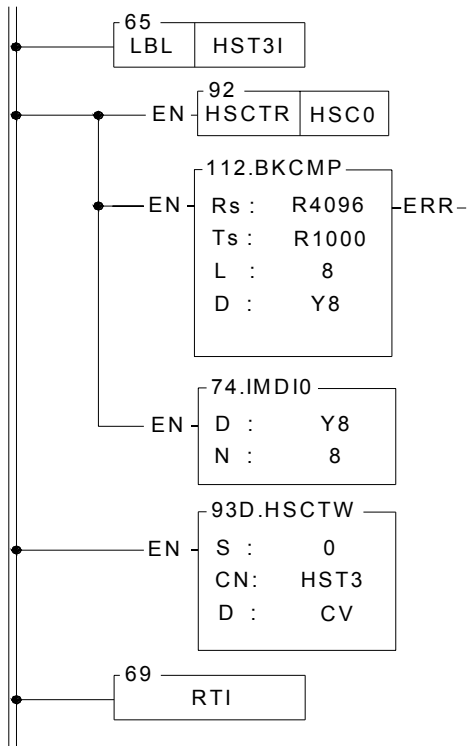 65
LBL HST3I
92
EN HSCTR HSC0
112.BKCMP
EN Rs : R4096 ERR
Ts : R1000
L : 8
D : Y8
74.IMDI0
EN D : Y8
N : 8
93D.HSCTW
EN S : 0
CN: HST3
D : CV
69
RTI